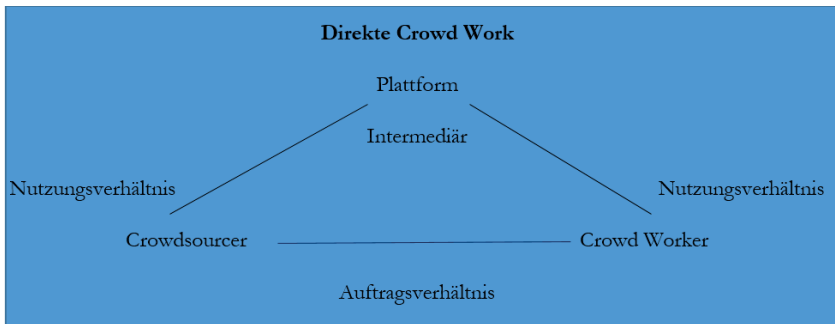 Direkte Crowd Work
Plattform
Intermediär
Nutzungsverhältnis Nutzungsverhältnis
Crowdsourcer Crowd Worker
Auftragsverhältnis